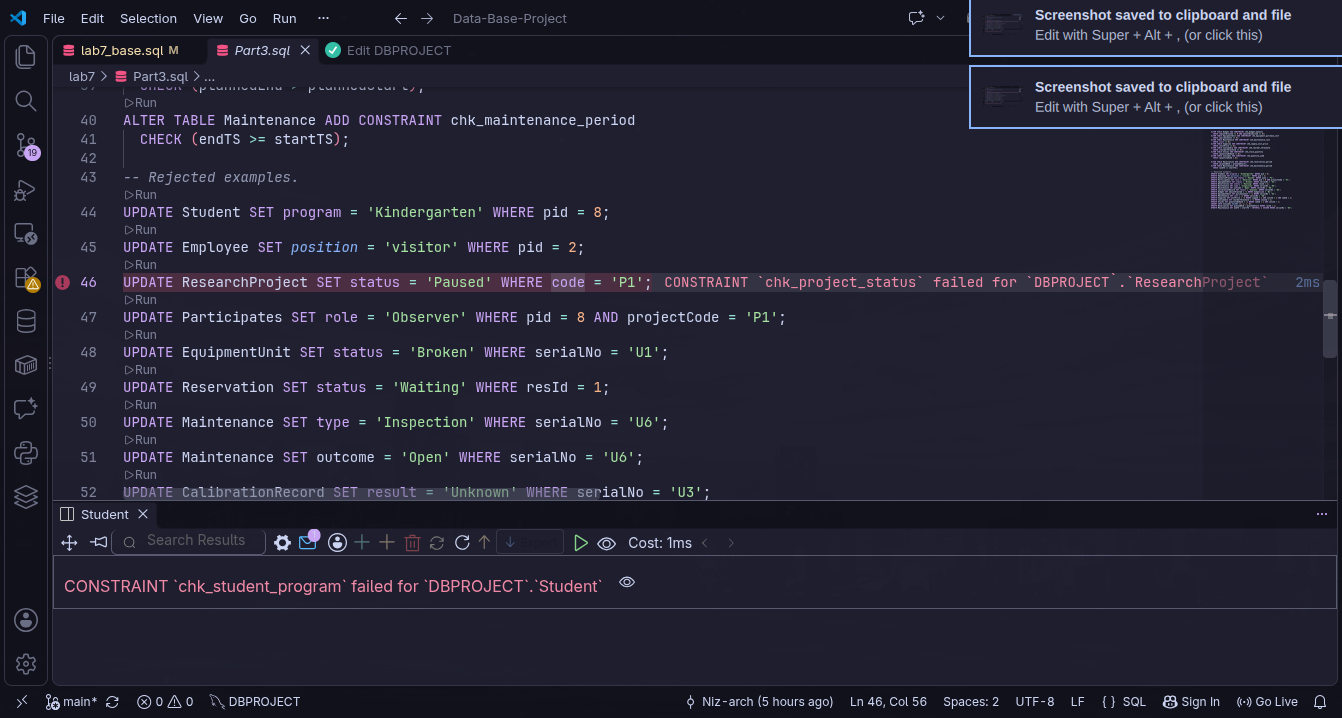 File Edit Selection View Go Run ··· Data-Base-Project
Screenshot saved to clipboard and file
Edit with Super + Alt + , (or click this)
Screenshot saved to clipboard and file
Edit with Super + Alt + , (or click this)
lab7_base.sql M Part3.sql Edit DBPROJECT
lab7 > Part3.sql > ...
Run
40 ALTER TABLE Maintenance ADD CONSTRAINT chk_maintenance_period
41 CHECK (endTS >= startTS);
42
43 -- Rejected examples.
Run
44 UPDATE Student SET program = 'Kindergarten' WHERE pid = 8;
Run
45 UPDATE Employee SET position = 'visitor' WHERE pid = 2;
Run
46 UPDATE ResearchProject SET status = 'Paused' WHERE code = 'P1'; CONSTRAINT `chk_project_status` failed for `DBPROJECT`.`ResearchProject` 2ms
Run
47 UPDATE Participates SET role = 'Observer' WHERE pid = 8 AND projectCode = 'P1';
Run
48 UPDATE EquipmentUnit SET status = 'Broken' WHERE serialNo = 'U1';
Run
49 UPDATE Reservation SET status = 'Waiting' WHERE resId = 1;
Run
50 UPDATE Maintenance SET type = 'Inspection' WHERE serialNo = 'U6';
Run
51 UPDATE Maintenance SET outcome = 'Open' WHERE serialNo = 'U6';
Run
52 UPDATE CalibrationRecord SET result = 'Unknown' WHERE serialNo = 'U3';
19
Student
Search Results
Cost: 1ms
CONSTRAINT `chk_student_program` failed for `DBPROJECT`.`Student`
main* 0 0 DBPROJECT Niz-arch (5 hours ago) Ln 46, Col 56 Spaces: 2 UTF-8 LF { } SQL Sign In Go Live